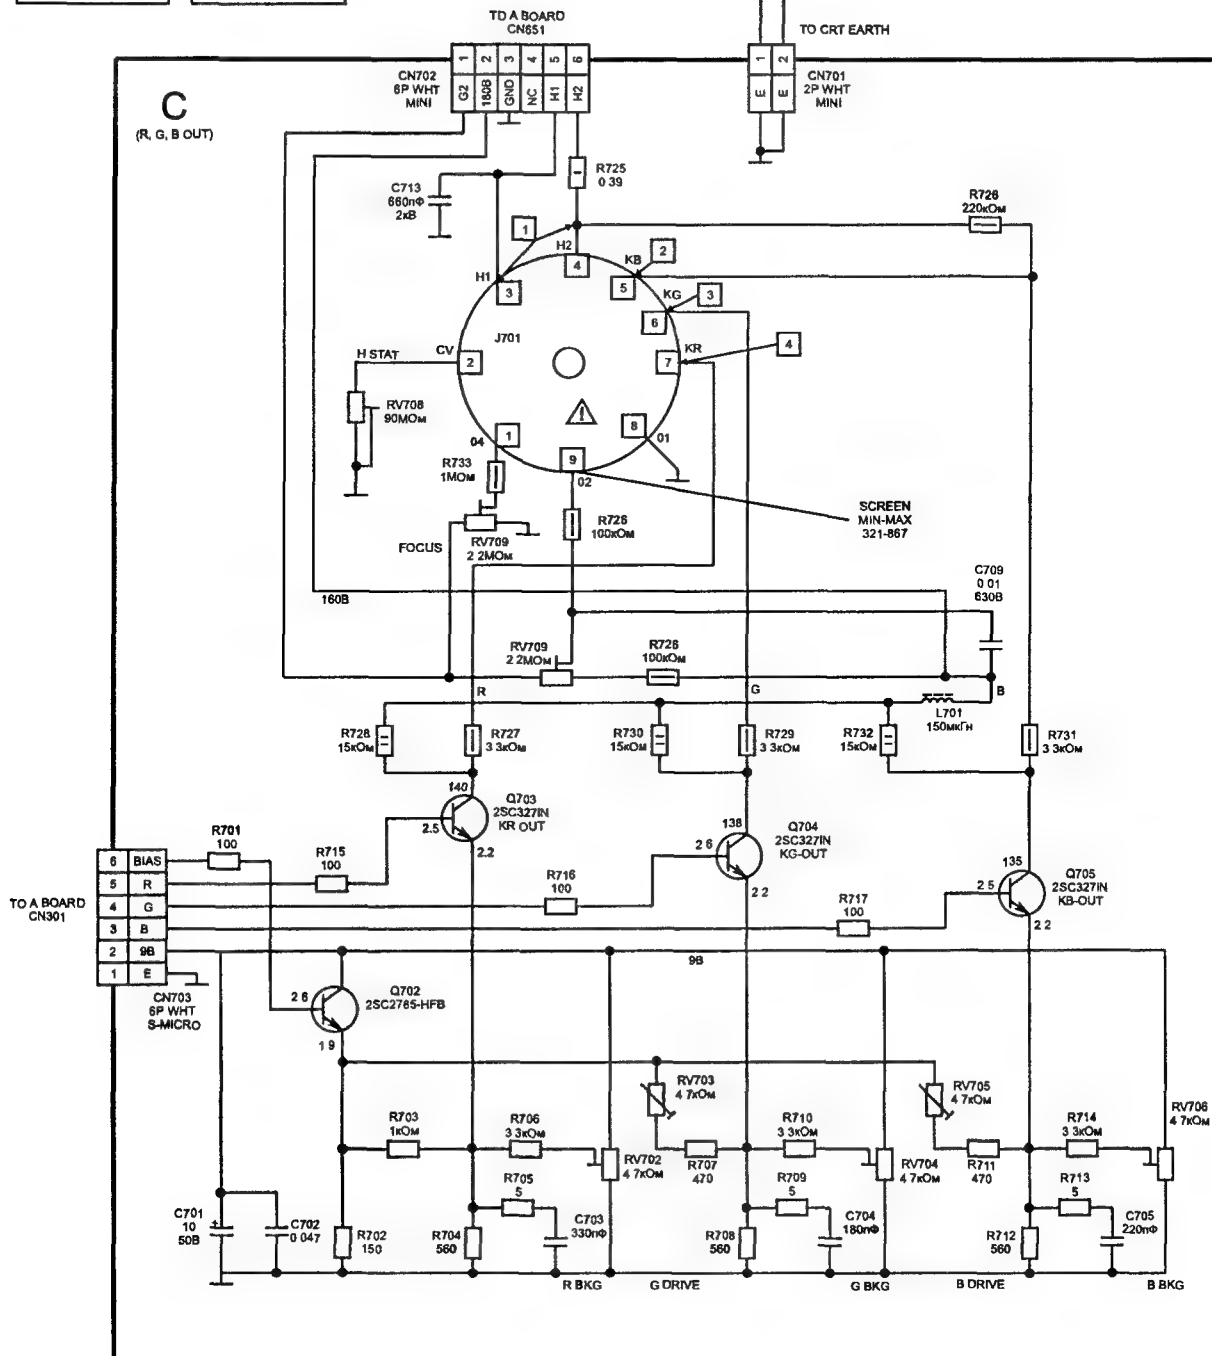 TO A BOARD
CN651
TO CRT EARTH
CN702
6P WHT
MINI
1 2 3 4 5 6
G2 160B GND NC H1 H2
1 2
E E
CN701
2P WHT
MINI
C
(R, G, B OUT)
C713
660пФ
2кВ
R725
0 39
R726
220кОм
1
H2
4
KB
2
5
H1
3
KG
3
6
J701
CV
2
H STAT
7
KR
4
RV708
90МОм
04
1
8
01
9
02
R733
1МОм
SCREEN
MIN-MAX
321-867
R726
100кОм
FOCUS
RV709
2 2МОм
C709
0 01
630В
160В
RV709
2 2МОм
R726
100кОм
R
G
B
L701
150мкГн
R728
15кОм
R727
3 3кОм
R730
15кОм
R729
3 3кОм
R732
15кОм
R731
3 3кОм
140
Q703
2SC327IN
KR OUT
2.5
2.2
138
Q704
2SC327IN
KG-OUT
2 6
2 2
135
Q705
2SC327IN
KB-OUT
2 5
2 2
R701
100
R715
100
R716
100
R717
100
TO A BOARD
CN301
6 BIAS
5 R
4 G
3 B
2 9B
1 E
CN703
6P WHT
S-MICRO
9В
2 6
Q702
2SC2785-HFB
1 9
RV703
4 7кОм
RV705
4 7кОм
RV706
4 7кОм
R703
1кОм
R706
3 3кОм
RV702
4 7кОм
R707
470
R710
3 3кОм
RV704
4 7кОм
R711
470
R714
3 3кОм
R705
5
R709
5
R713
5
C701
10
50В
+
C702
0 047
R702
150
R704
560
C703
330пФ
R708
560
C704
180пФ
R712
560
C705
220пФ
R BKG
G DRIVE
G BKG
B DRIVE
B BKG